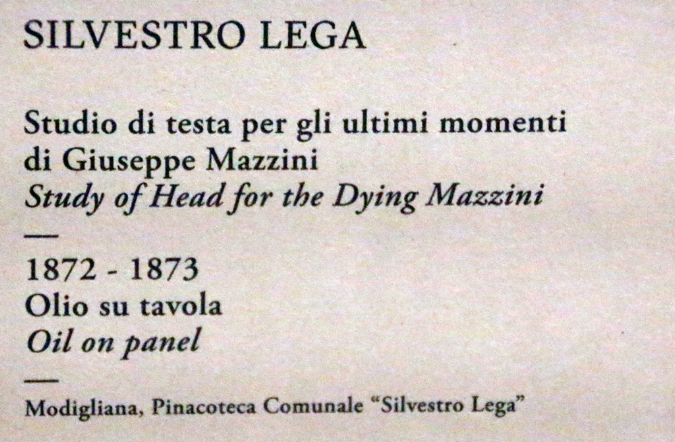 SILVESTRO LEGA
Studio di testa per gli ultimi momenti
di Giuseppe Mazzini
Study of Head for the Dying Mazzini
1872 - 1873
Olio su tavola
Oil on panel
Modigliana, Pinacoteca Comunale “Silvestro Lega”